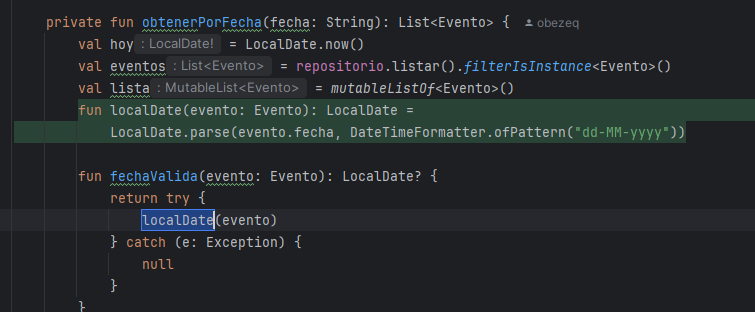 private fun obtenerPorFecha(fecha: String): List<Evento> { obezeq
val hoy : LocalDate! = LocalDate.now()
val eventos : List<Evento> = repositorio.listar().filterIsInstance<Evento>()
val lista : MutableList<Evento> = mutableListOf<Evento>()
fun localDate(evento: Evento): LocalDate =
LocalDate.parse(evento.fecha, DateTimeFormatter.ofPattern("dd-MM-yyyy"))
fun fechaValida(evento: Evento): LocalDate? {
return try {
localDate(evento)
} catch (e: Exception) {
null
}
}